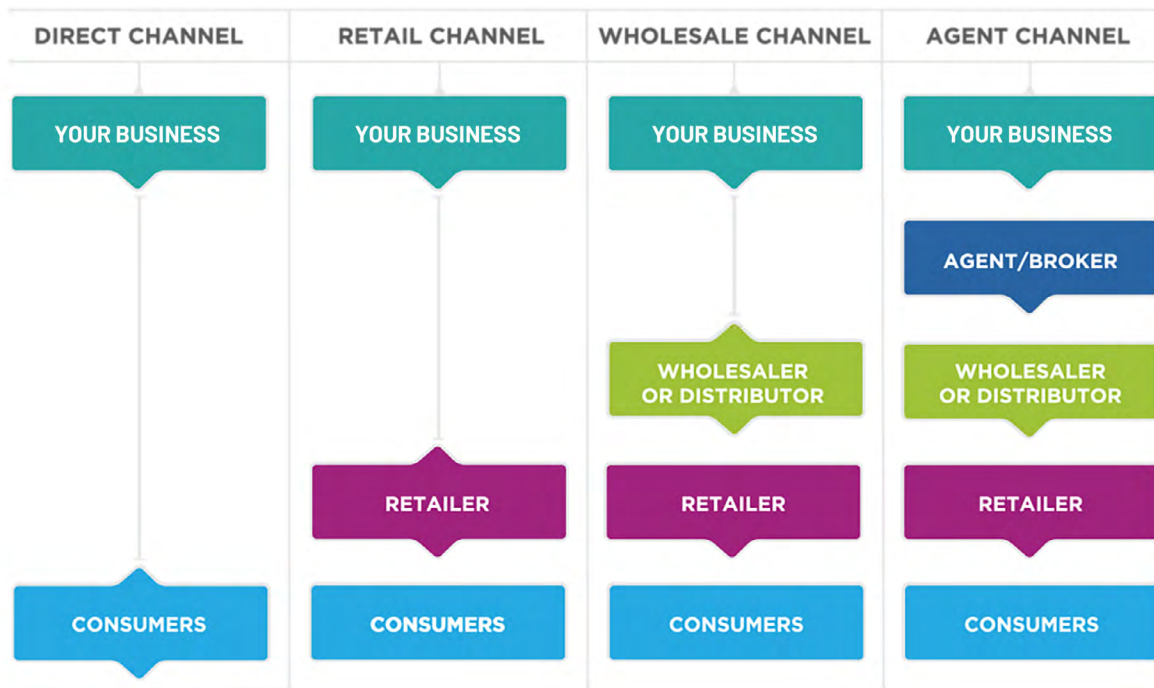 DIRECT CHANNEL
RETAIL CHANNEL
WHOLESALE CHANNEL
AGENT CHANNEL
YOUR BUSINESS
YOUR BUSINESS
YOUR BUSINESS
YOUR BUSINESS
AGENT/BROKER
WHOLESALER
OR DISTRIBUTOR
WHOLESALER
OR DISTRIBUTOR
RETAILER
RETAILER
RETAILER
CONSUMERS
CONSUMERS
CONSUMERS
CONSUMERS